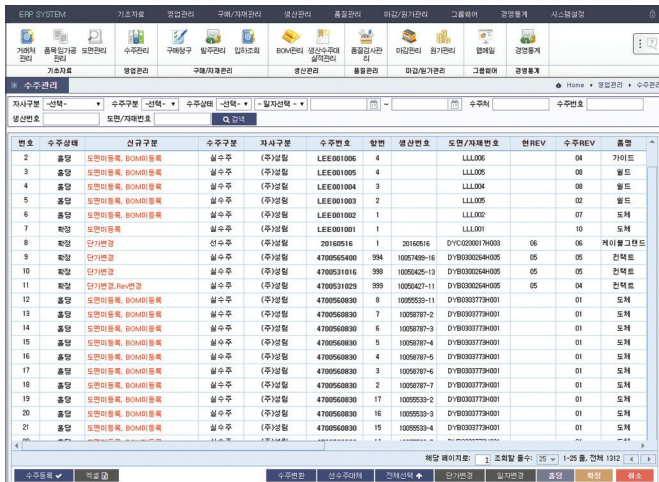 ERP SYSTEM 기초자료 영업관리 구매/자재관리 생산관리 품질관리 마감/원가관리 그룹웨어 경영통계 시스템설정
거래처관리 품목임가공관리 도면관리 수주관리 구매청구 발주관리 입하조회 BOM관리 생산수주대실적관리 품질검사관리 마감관리 원가관리 웹메일 경영통계
기초자료 영업관리 구매/자재관리 생산관리 품질관리 마감/원가관리 그룹웨어 경영통계
수주관리 Home 영업관리 수주관리
자사구분 -선택- 수주구분 -선택- 수주상태 -선택- -일자선택- ~ 수주처 수주번호
생산번호 도면/자재번호 검색
번호 수주상태 신규구분 수주구분 자사구분 수주번호 항번 생산번호 도면/자재번호 현REV 수주REV 품명
2 홀딩 도면미등록, BOM미등록 실수주 (주)성림 LEE001006 4 LLL006 04 가이드
3 홀딩 도면미등록, BOM미등록 실수주 (주)성림 LEE001005 4 LLL005 08 월드
4 홀딩 도면미등록, BOM미등록 실수주 (주)성림 LEE001004 3 LLL004 08 월드
5 홀딩 도면미등록, BOM미등록 실수주 (주)성림 LEE001003 2 LLL005 02 월드
6 홀딩 도면미등록, BOM미등록 실수주 (주)성림 LEE001002 1 LLL002 07 도체
7 확정 도면미등록 실수주 (주)성림 LEE001001 1 LLL001 10 도체
8 확정 단가변경 선수주 (주)성림 20160516 1 20160516 DYC0200017H003 06 06 케이블그랜드
9 확정 단가변경 실수주 (주)성림 4700565400 994 10057499-16 DYB0300264H005 05 05 컨택트
10 확정 단가변경 실수주 (주)성림 4700531016 998 10050425-13 DYB0300264H005 05 05 컨택트
11 확정 단가변경, Rev변경 실수주 (주)성림 4700531029 999 10050427-11 DYB0300264H005 05 04 컨택트
12 홀딩 도면미등록, BOM미등록 실수주 (주)성림 4700560830 8 10055533-11 DYB0303773H001 01 도체
13 홀딩 도면미등록, BOM미등록 실수주 (주)성림 4700560830 7 10058787-2 DYB0303773H001 01 도체
14 홀딩 도면미등록, BOM미등록 실수주 (주)성림 4700560830 6 10058787-3 DYB0303773H001 01 도체
15 홀딩 도면미등록, BOM미등록 실수주 (주)성림 4700560830 5 10058787-4 DYB0303773H001 01 도체
16 홀딩 도면미등록, BOM미등록 실수주 (주)성림 4700560830 4 10058787-5 DYB0303773H001 01 도체
17 홀딩 도면미등록, BOM미등록 실수주 (주)성림 4700560830 3 10058787-6 DYB0303773H001 01 도체
18 홀딩 도면미등록, BOM미등록 실수주 (주)성림 4700560830 2 10058787-7 DYB0303773H001 01 도체
19 홀딩 도면미등록, BOM미등록 실수주 (주)성림 4700560830 17 10055533-2 DYB0303773H001 01 도체
20 홀딩 도면미등록, BOM미등록 실수주 (주)성림 4700560830 16 10055533-3 DYB0303773H001 01 도체
21 홀딩 도면미등록, BOM미등록 실수주 (주)성림 4700560830 15 10055533-4 DYB0303773H001 01 도체
해당 페이지로: 1 조회할 줄수: 25 1-25 줄, 전체 1312
수주등록 엑셀 수주변환 선수주대체 전체선택 단가변경 일자변경 홀딩 확정 취소